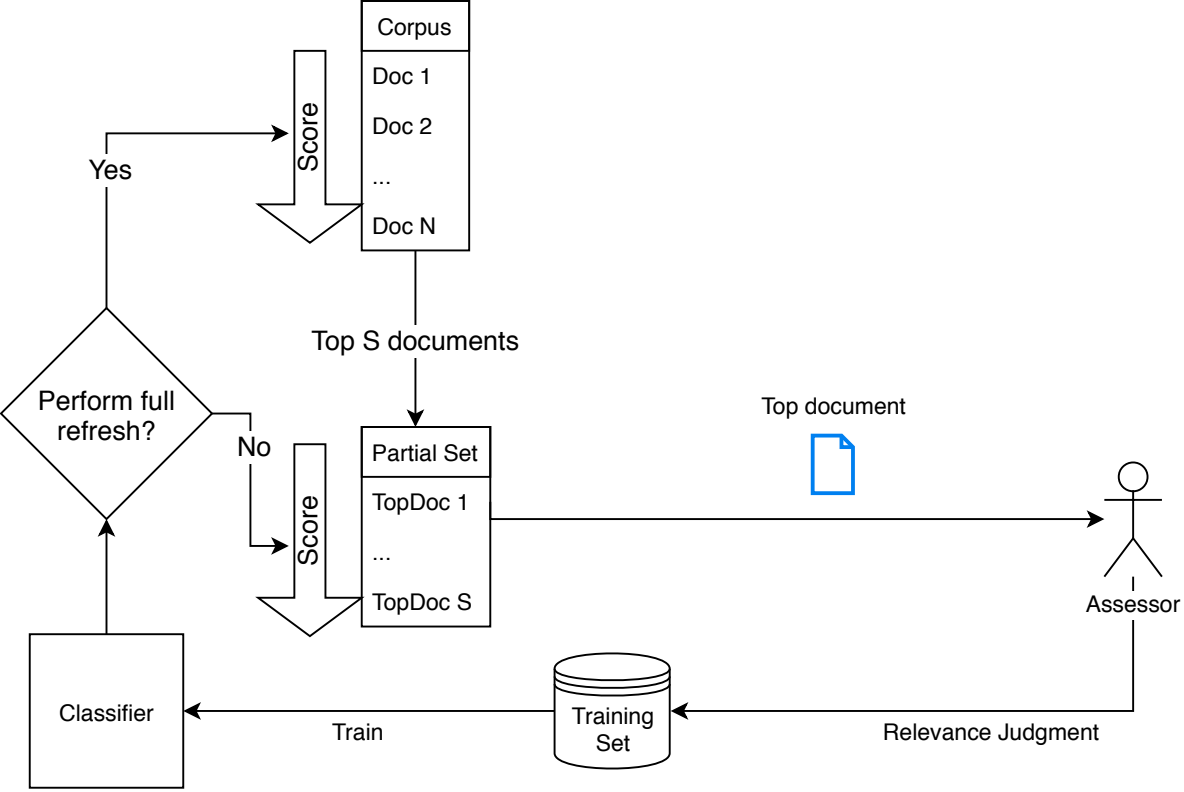 Corpus
Doc 1
Doc 2
...
Doc N
Score
Yes
Top S documents
Perform full
refresh?
No
Score
Partial Set
TopDoc 1
...
TopDoc S
Top document
Assessor
Classifier
Train
Training
Set
Relevance Judgment